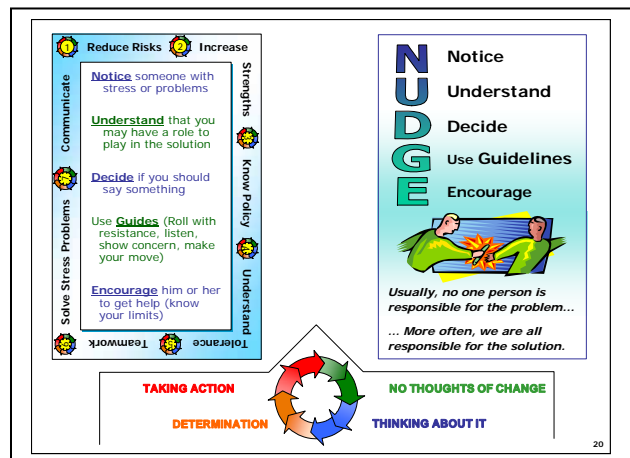 1 Reduce Risks 2 Increase
Strengths
Know Policy
Understand
Tolerance
Teamwork
Solve Stress Problems
Communicate
Notice someone with
stress or problems
Understand that you
may have a role to
play in the solution
Decide if you should
say something
Use Guides (Roll with
resistance, listen,
show concern, make
your move)
Encourage him or her
to get help (know
your limits)
N Notice
U Understand
D Decide
G Use Guidelines
E Encourage
Usually, no one person is
responsible for the problem...
... More often, we are all
responsible for the solution.
TAKING ACTION
NO THOUGHTS OF CHANGE
DETERMINATION
THINKING ABOUT IT
20